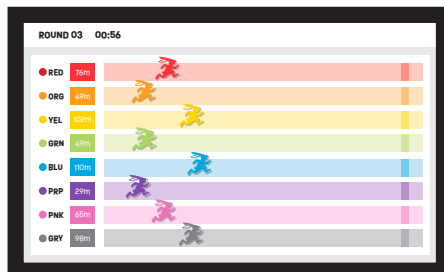 ROUND 03 00:56
RED 76m
ORG 49m
YEL 102m
GRN 49m
BLU 110m
PRP 29m
PNK 65m
GRY 98m